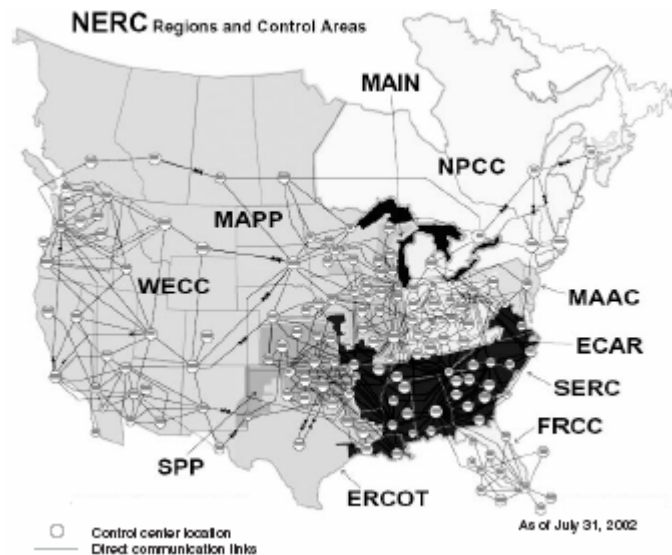 NERC Regions and Control Areas
MAIN
NPCC
MAPP
WECC
MAAC
ECAR
SERC
FRCC
SPP
ERCOT
As of July 31, 2002
Control center location
Direct communication links